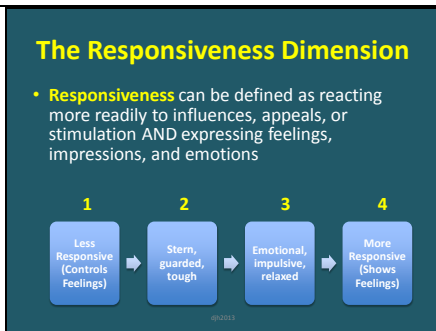 The Responsiveness Dimension
• Responsiveness can be defined as reacting
more readily to influences, appeals, or
stimulation AND expressing feelings,
impressions, and emotions
1
2
3
4
Less
Responsive
(Controls
Feelings)
Stern,
guarded,
tough
Emotional,
impulsive,
relaxed
More
Responsive
(Shows
Feelings)